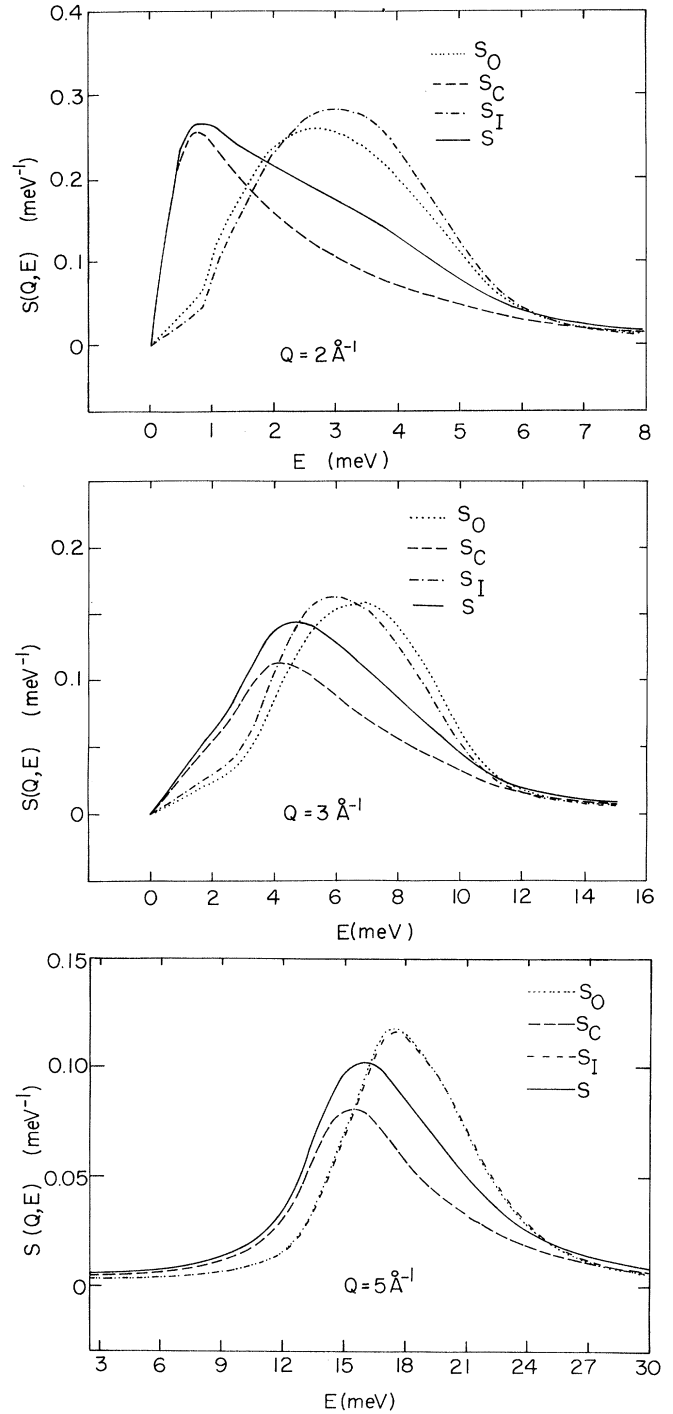 0.4
0.3
0.2
0.1
0
S(Q,E) (meV⁻¹)
S_O
S_C
S_I
S
Q = 2 Å⁻¹
0 1 2 3 4 5 6 7 8
E (meV)
0.2
0.1
0
S(Q,E) (meV⁻¹)
S_O
S_C
S_I
S
Q = 3 Å⁻¹
0 2 4 6 8 10 12 14 16
E(meV)
0.15
0.10
0.05
0
S (Q,E) (meV⁻¹)
S_O
S_C
S_I
S
Q=5Å⁻¹
3 6 9 12 15 18 21 24 27 30
E(meV)